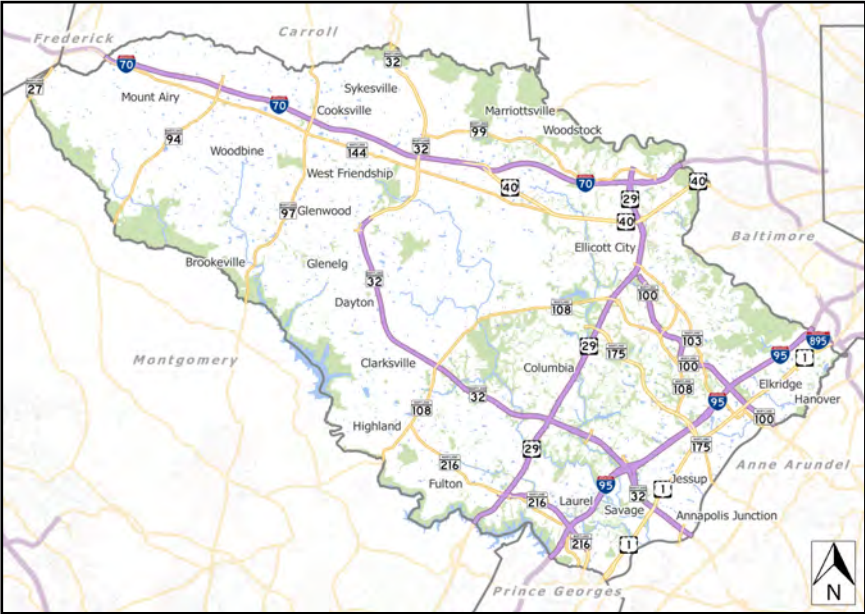 Carroll
Frederick
32
70
27
Sykesville
Mount Airy
70
Cooksville
Marriottsville
99
Woodstock
94
32
Woodbine
144
West Friendship
70
40
40
29
97
Glenwood
40
Baltimore
Ellicott City
Brookeville
Glenelg
32
100
Dayton
108
895
103
29
175
95
1
Montgomery
Clarksville
100
Columbia
Elkridge
108
32
95
Hanover
108
100
Highland
175
29
216
Anne Arundel
Fulton
95
Jessup
32
1
216
Laurel
Savage
Annapolis Junction
216
1
Prince Georges
N